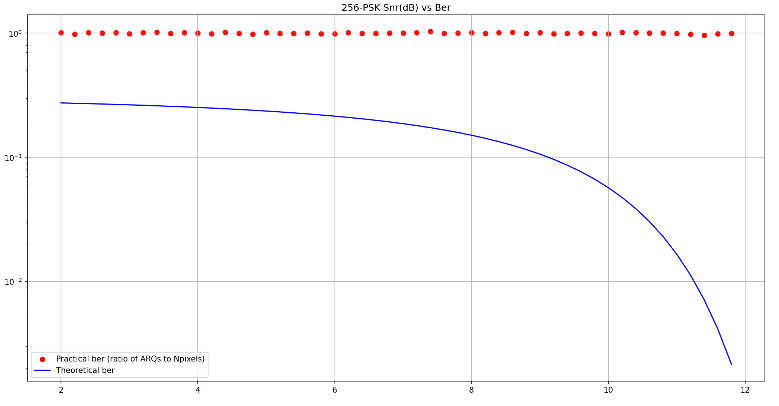 256-PSK Snr(dB) vs Ber
10⁰
10⁻¹
10⁻²
Practical ber (ratio of ARQs to Npixels)
Theoretical ber
2 4 6 8 10 12